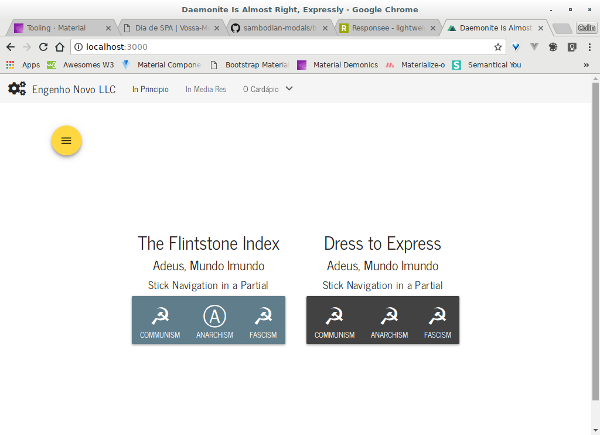 Daemonite Is Almost Right, Expressly - Google Chrome
Tooling · Material
Dia de SPA | Vossa-M
sambodian-modals/
Responsee - lightwei
Daemonite Is Almost
localhost:3000
Apps Awesomes W3 Material Compone Bootstrap Material Material Demonics Materialize-o Semantical You »
Engenho Novo LLC In Principio In Media Res O Cardápio
The Flintstone Index
Adeus, Mundo Imundo
Stick Navigation in a Partial
COMMUNISM ANARCHISM FASCISM
Dress to Express
Adeus, Mundo Imundo
Stick Navigation in a Partial
COMMUNISM ANARCHISM FASCISM